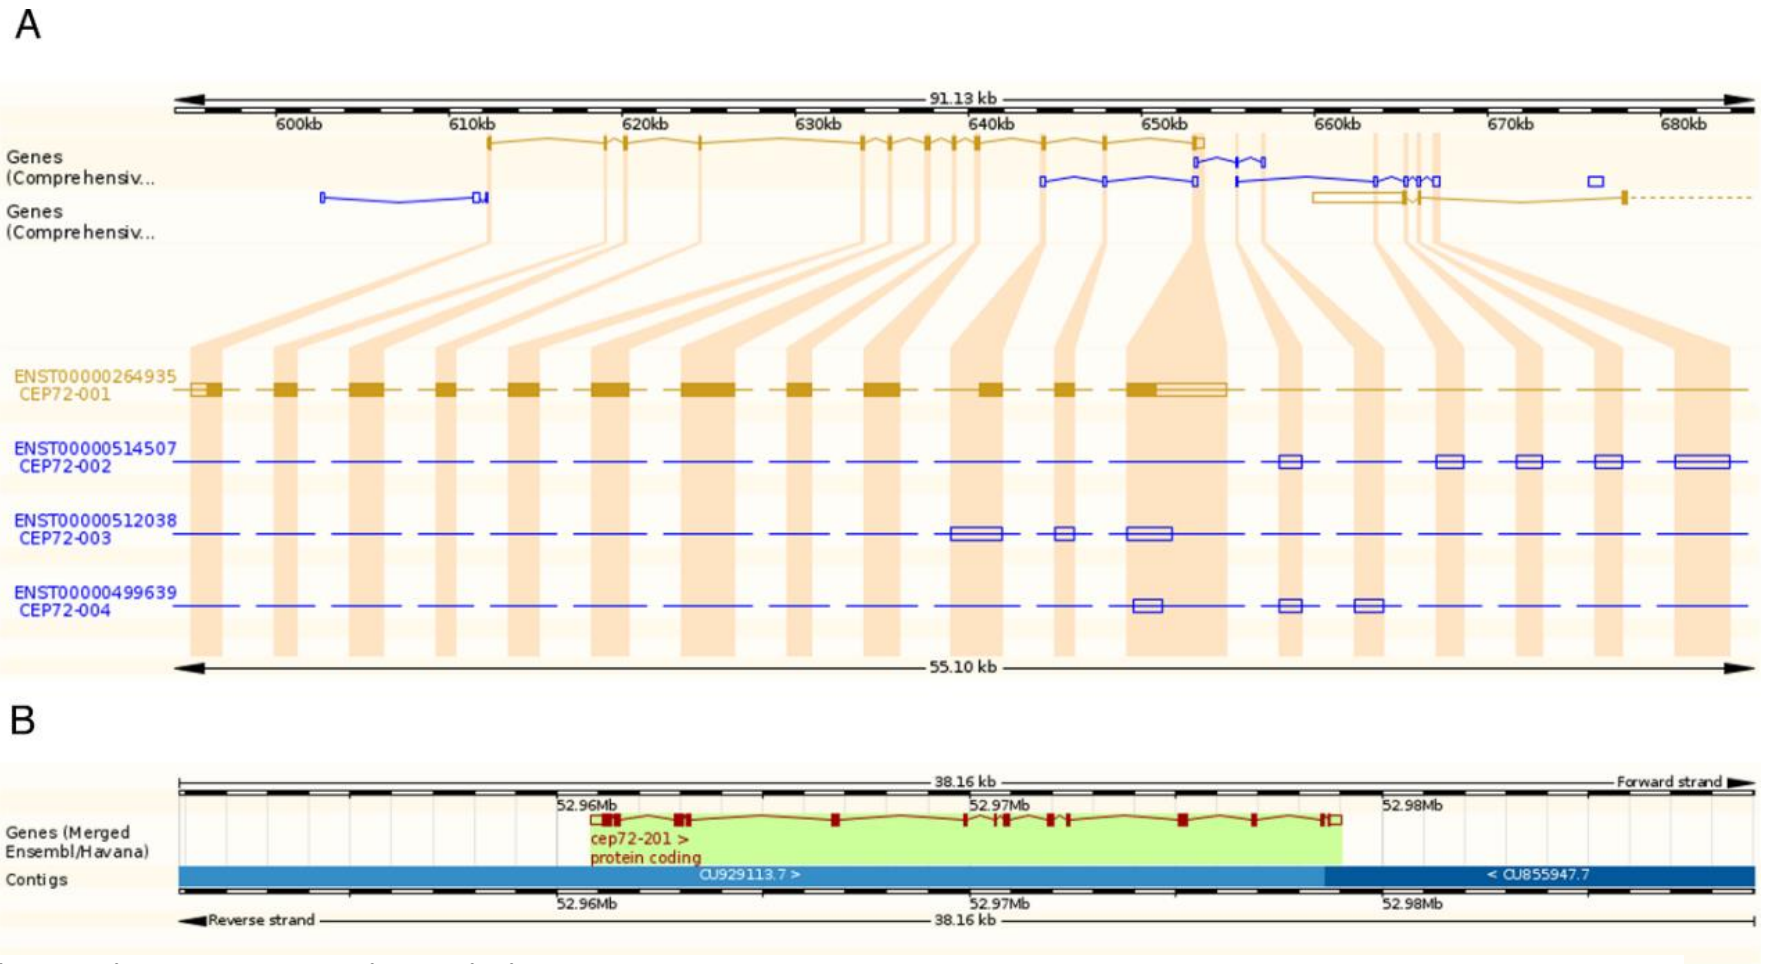 A
91.13 kb
600kb 610kb 620kb 630kb 640kb 650kb 660kb 670kb 680kb
Genes
(Comprehensiv...
Genes
(Comprehensiv...
ENST00000264935
CEP72-001
ENST00000514507
CEP72-002
ENST00000512038
CEP72-003
ENST00000499639
CEP72-004
55.10 kb
B
38.16 kb Forward strand
52.96Mb 52.97Mb 52.98Mb
Genes (Merged
Ensembl/Havana)
cep72-201 >
protein coding
Contigs
CU929113.7 > < CU855947.7
52.96Mb 52.97Mb 52.98Mb
Reverse strand 38.16 kb